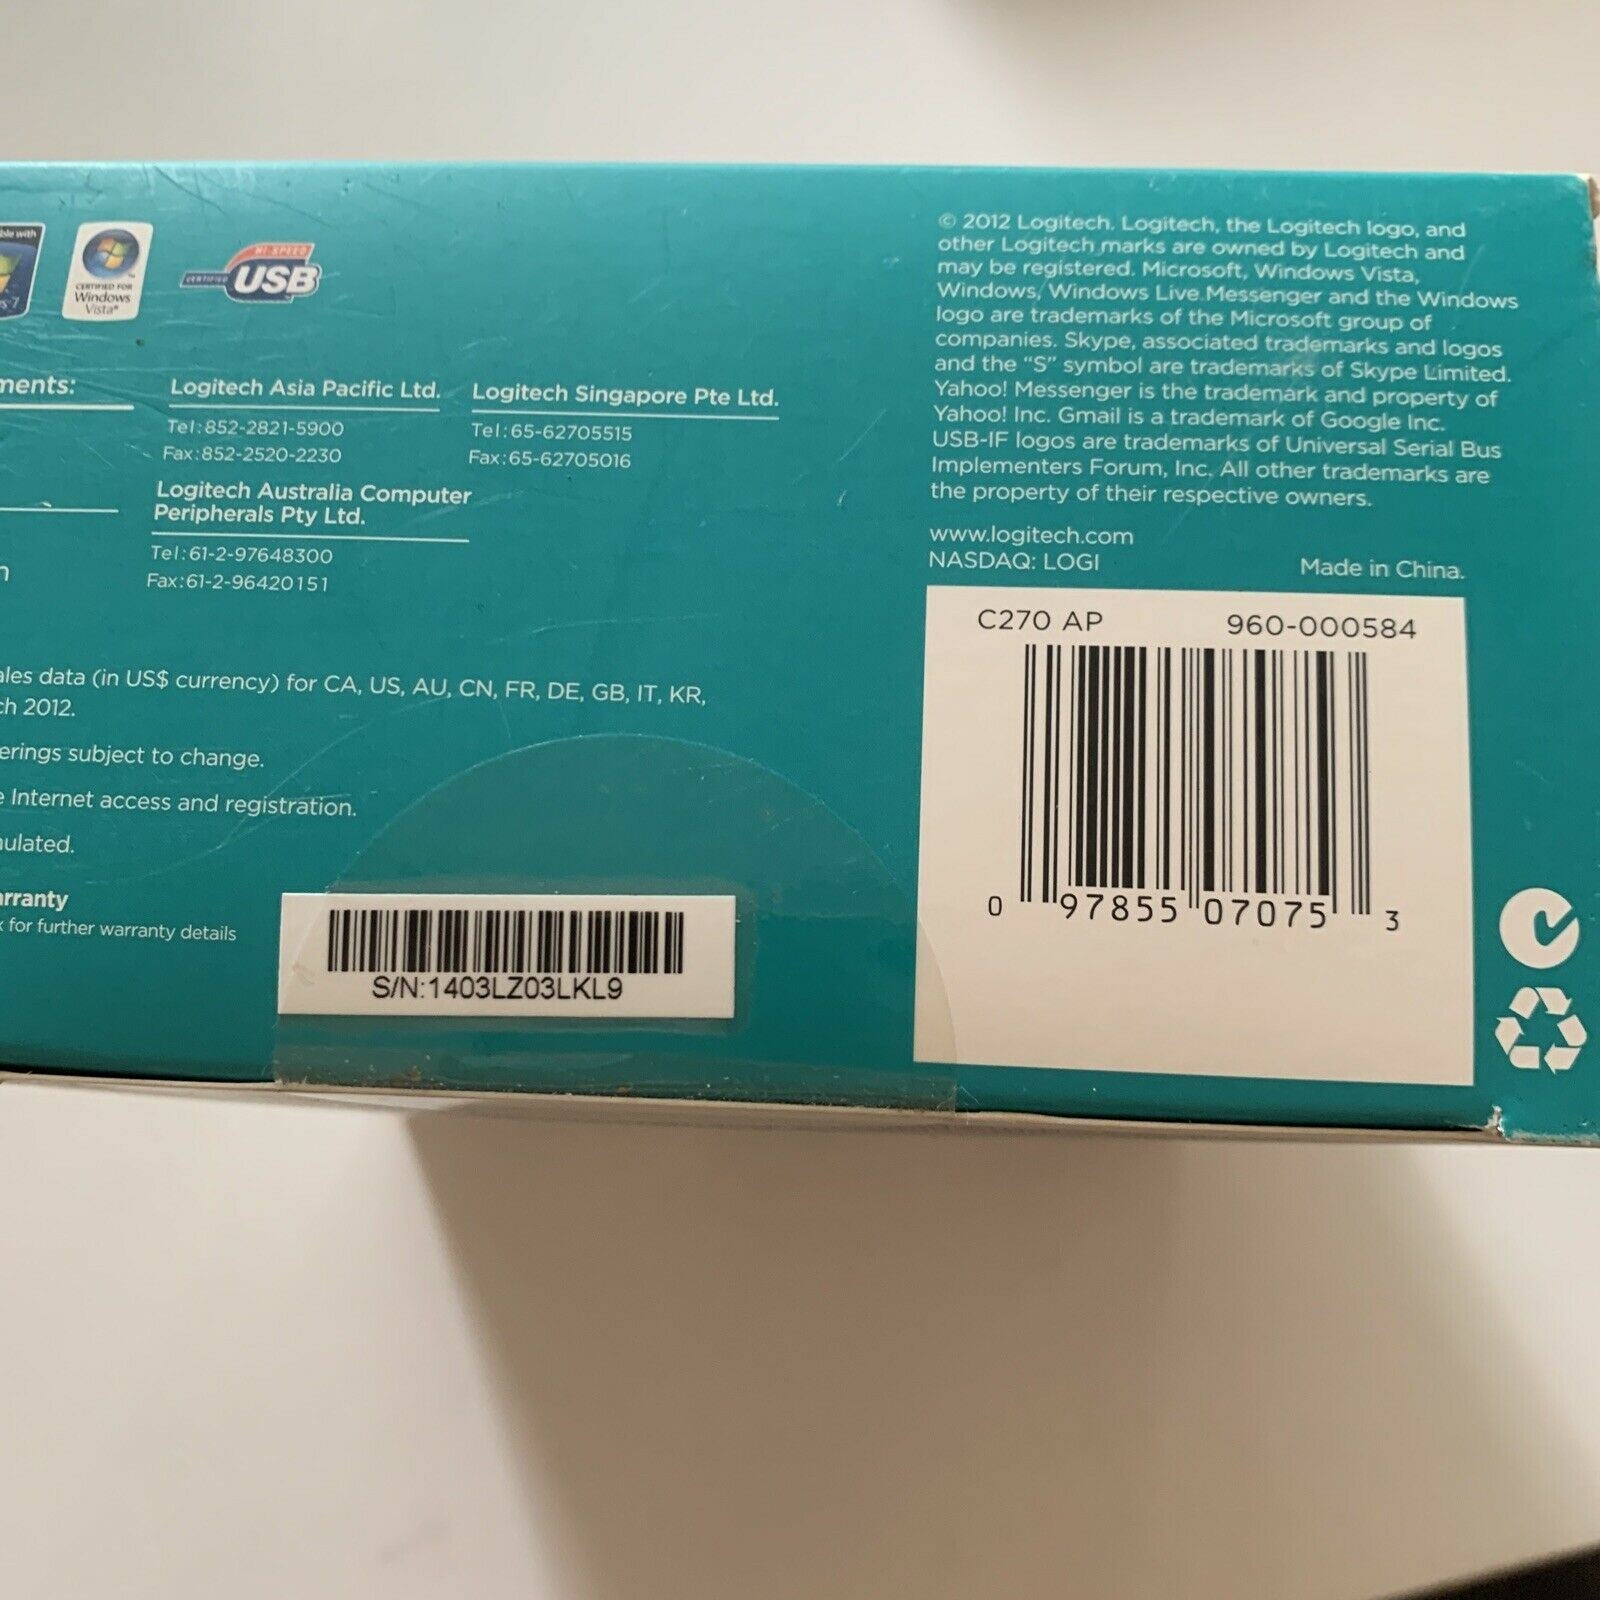 CERTIFIED FOR
Windows
Vista®
HI-SPEED
CERTIFIED
USB
Logitech Asia Pacific Ltd.
Tel:852-2821-5900
Fax:852-2520-2230
Logitech Singapore Pte Ltd.
Tel:65-62705515
Fax:65-62705016
Logitech Australia Computer
Peripherals Pty Ltd.
Tel:61-2-97648300
Fax:61-2-96420151
data (in US$ currency) for CA, US, AU, CN, FR, DE, GB, IT, KR,
2012.
subject to change.
Internet access and registration.
for further warranty details
S/N:1403LZ03LKL9
© 2012 Logitech. Logitech, the Logitech logo, and
other Logitech marks are owned by Logitech and
may be registered. Microsoft, Windows Vista,
Windows, Windows Live Messenger and the Windows
logo are trademarks of the Microsoft group of
companies. Skype, associated trademarks and logos
and the “S” symbol are trademarks of Skype Limited.
Yahoo! Messenger is the trademark and property of
Yahoo! Inc. Gmail is a trademark of Google Inc.
USB-IF logos are trademarks of Universal Serial Bus
Implementers Forum, Inc. All other trademarks are
the property of their respective owners.
www.logitech.com
NASDAQ: LOGI
Made in China.
C270 AP 960-000584
0 97855 07075 3